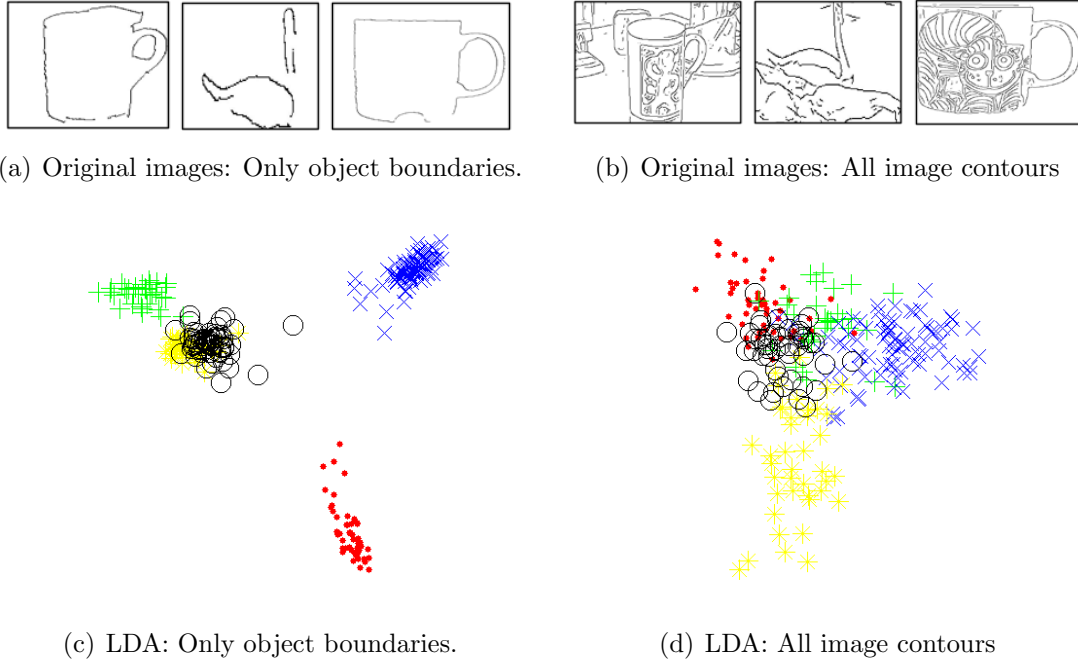 a) Original images: Only object boundaries.
(b) Original images: All image contours
(c) LDA: Only object boundaries.
(d) LDA: All image contours